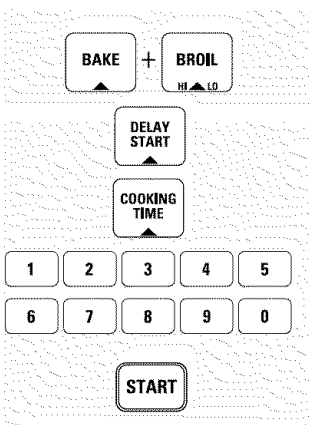 BAKE + BROIL
HI LO
DELAY
START
COOKING
TIME
1 2 3 4 5
6 7 8 9 0
START